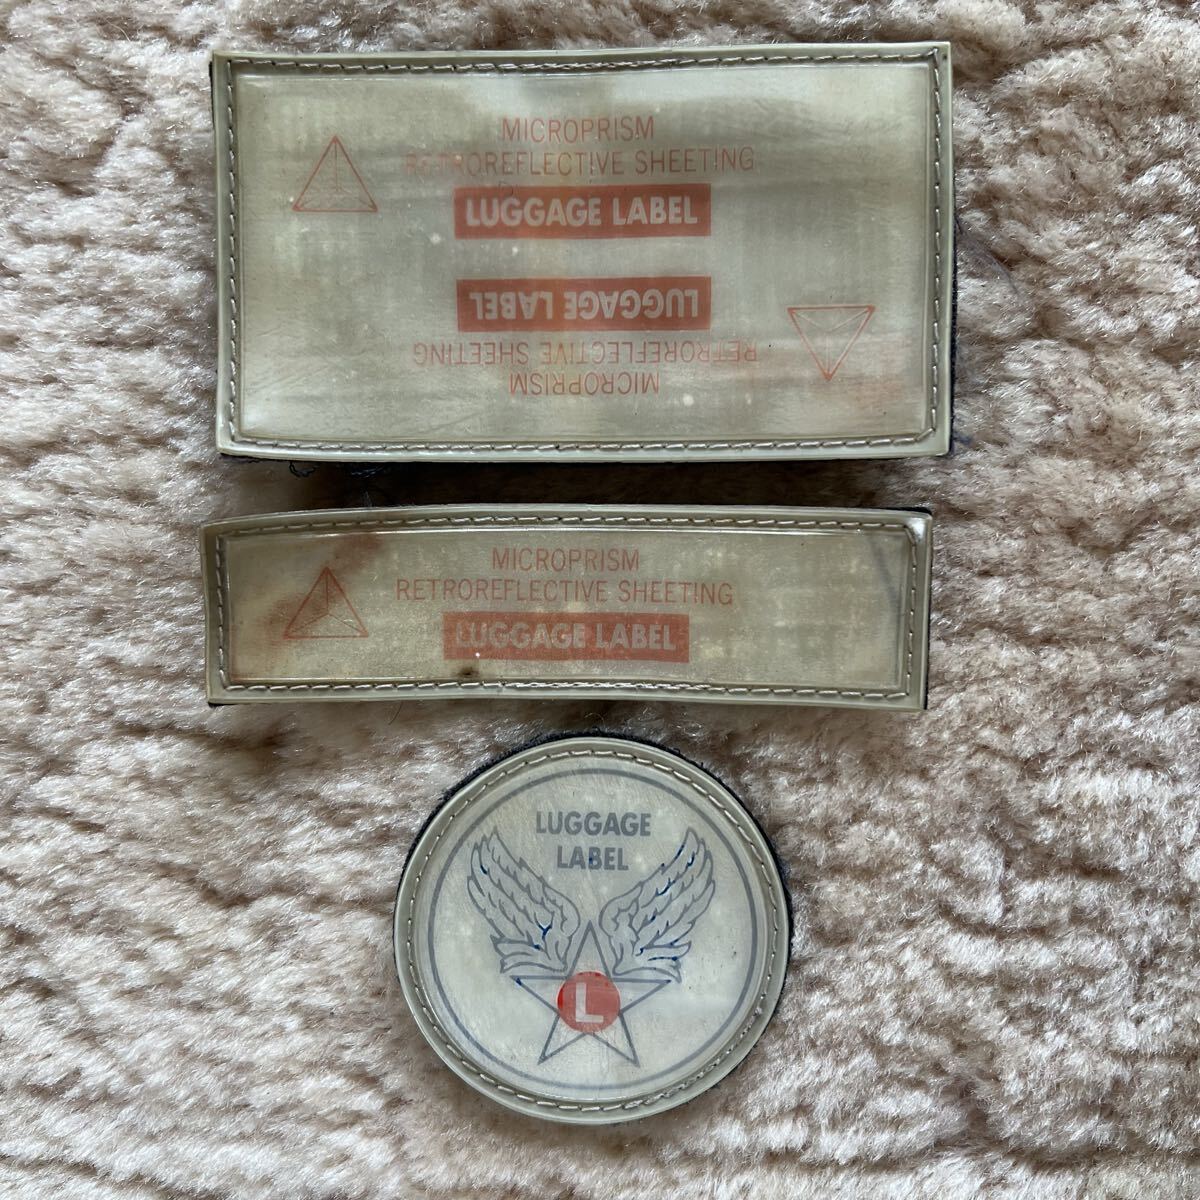 MICROPRISM
RETROREFLECTIVE SHEETING
LUGGAGE LABEL
LUGGAGE LABEL
RETROREFLECTIVE SHEETING
MICROPRISM
MICROPRISM
RETROREFLECTIVE SHEETING
LUGGAGE LABEL
LUGGAGE
LABEL
L